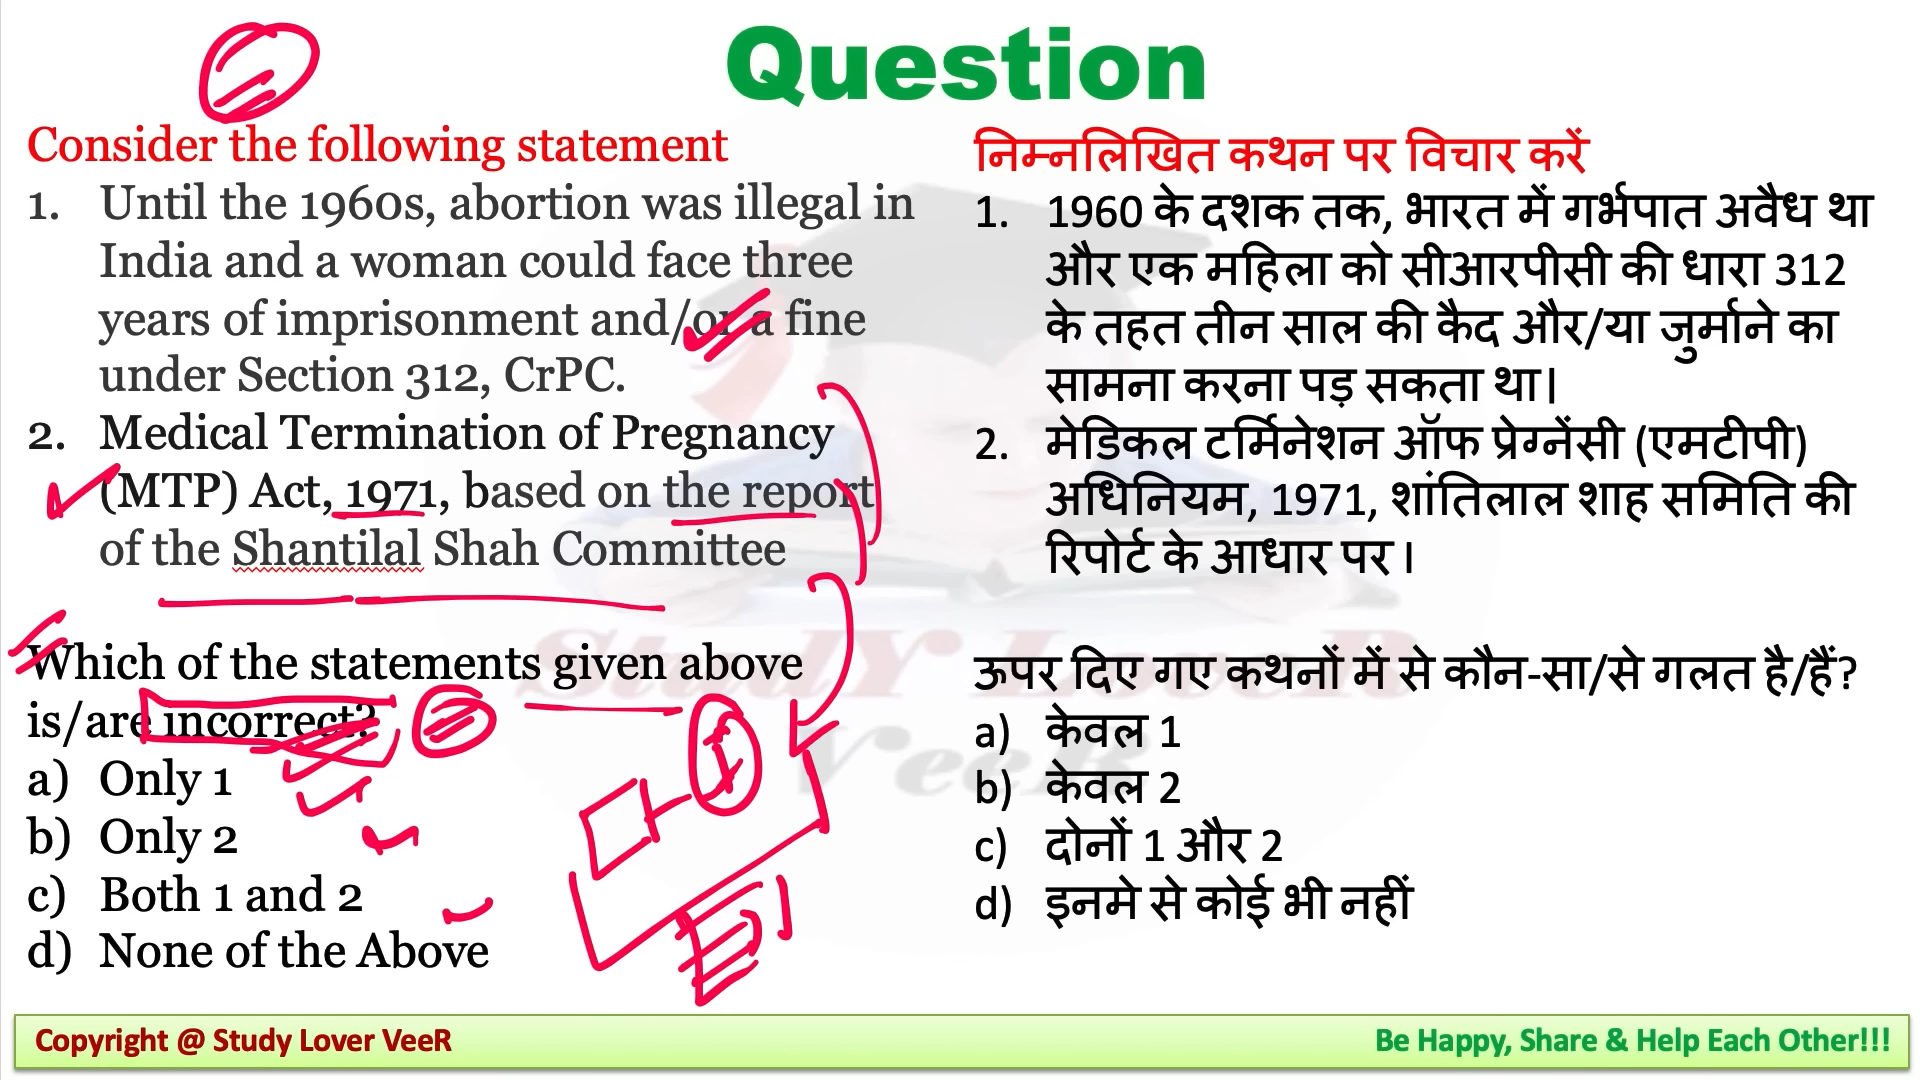 Question
Consider the following statement
1. Until the 1960s, abortion was illegal in
India and a woman could face three
years of imprisonment and/or a fine
under Section 312, CrPC.
2. Medical Termination of Pregnancy
(MTP) Act, 1971, based on the report
of the Shantilal Shah Committee
Which of the statements given above
is/are incorrect?
a) Only 1
b) Only 2
c) Both 1 and 2
d) None of the Above
निम्नलिखित कथन पर विचार करें
1. 1960 के दशक तक, भारत में गर्भपात अवैध था
और एक महिला को सीआरपीसी की धारा 312
के तहत तीन साल की कैद और/या जुर्माने का
सामना करना पड़ सकता था।
2. मेडिकल टर्मिनेशन ऑफ प्रेग्नेंसी (एमटीपी)
अधिनियम, 1971, शांतिलाल शाह समिति की
रिपोर्ट के आधार पर ।
ऊपर दिए गए कथनों में से कौन-सा/से गलत है/हैं?
a) केवल 1
b) केवल 2
c) दोनों 1 और 2
d) इनमे से कोई भी नहीं
StudY LoveR
VeeR
Copyright @ Study Lover VeeR
Be Happy, Share & Help Each Other!!!